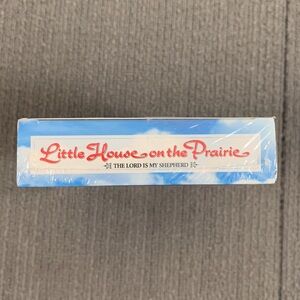 Little House on the Prairie
THE LORD IS MY SHEPHERD